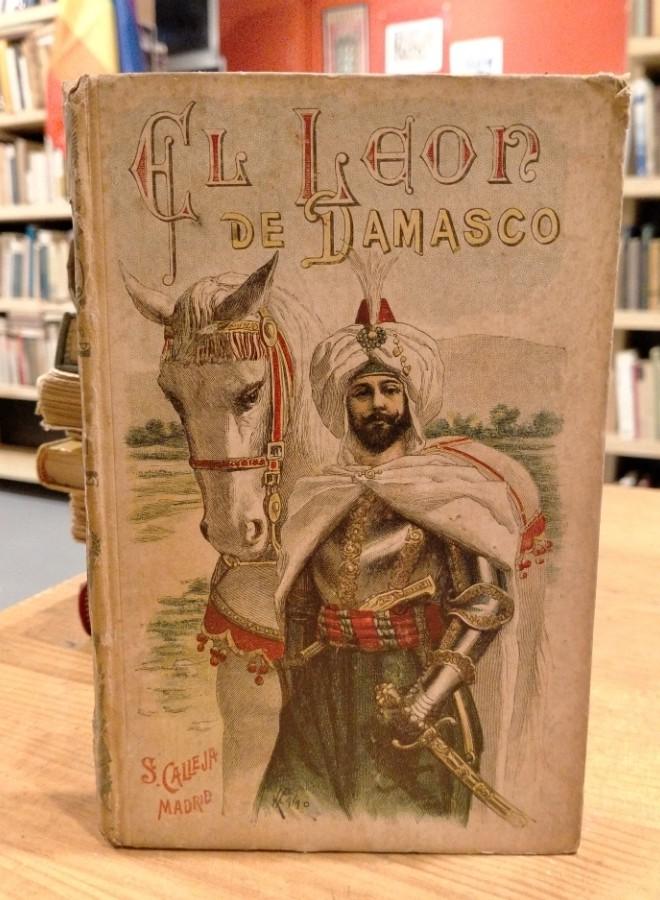 El Leon
DE DAMASCO
S. CALLEJA
MADRID